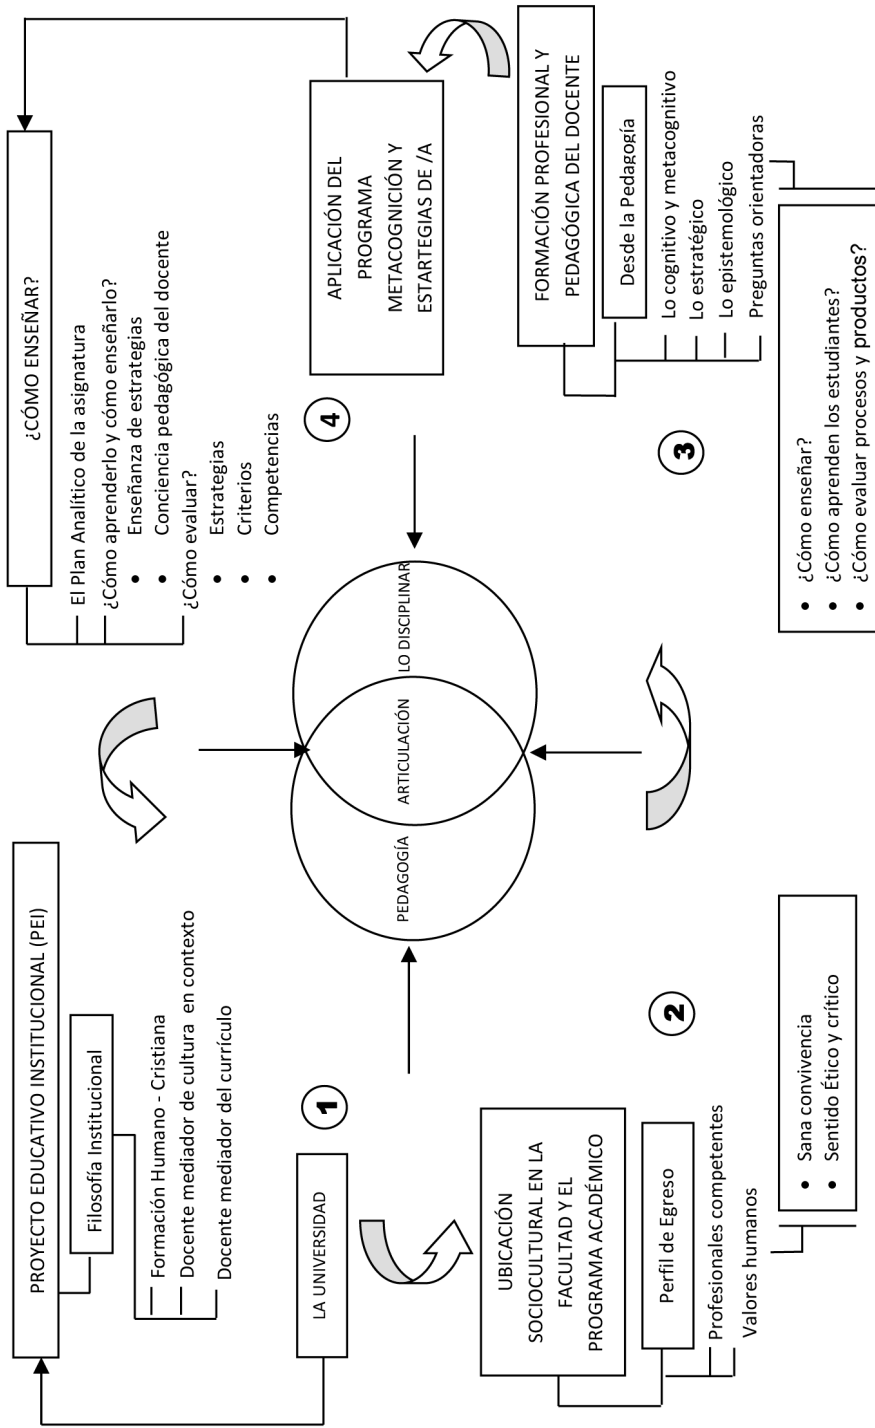 PROYECTO EDUCATIVO INSTITUCIONAL (PEI)
Filosofía Institucional
Formación Humano - Cristiana
Docente mediador de cultura en contexto
Docente mediador del currículo
LA UNIVERSIDAD
1
UBICACIÓN
SOCIOCULTURAL EN LA
FACULTAD Y EL
PROGRAMA ACADÉMICO
Perfil de Egreso
Profesionales competentes
Valores humanos
• Sana convivencia
• Sentido Ético y crítico
2
PEDAGOGÍA
ARTICULACIÓN
LO DISCIPLINAR
¿CÓMO ENSEÑAR?
El Plan Analítico de la asignatura
¿Cómo aprenderlo y cómo enseñarlo?
• Enseñanza de estrategias
• Conciencia pedagógica del docente
¿Cómo evaluar?
• Estrategias
• Criterios
• Competencias
4
APLICACIÓN DEL
PROGRAMA
METACOGNICIÓN Y
ESTARTEGIAS DE /A
FORMACIÓN PROFESIONAL Y
PEDAGÓGICA DEL DOCENTE
Desde la Pedagogía
Lo cognitivo y metacognitivo
Lo estratégico
Lo epistemológico
Preguntas orientadoras
3
• ¿Cómo enseñar?
• ¿Cómo aprenden los estudiantes?
• ¿Cómo evaluar procesos y productos?